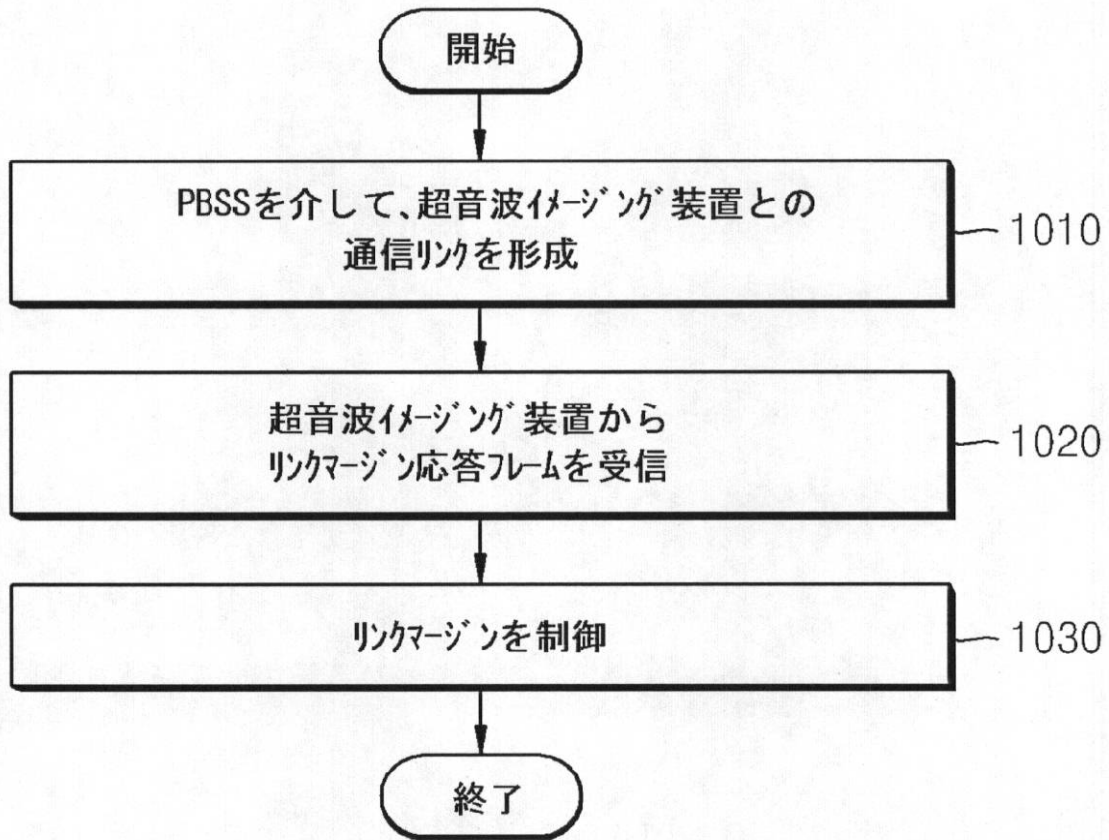 開始
PBSSを介して、超音波ｲﾒｰｼﾞﾝｸﾞ装置との
通信ﾘﾝｸを形成
1010
超音波ｲﾒｰｼﾞﾝｸﾞ装置から
ﾘﾝｸﾏｰｼﾞﾝ応答ﾌﾚｰﾑを受信
1020
ﾘﾝｸﾏｰｼﾞﾝを制御
1030
終了